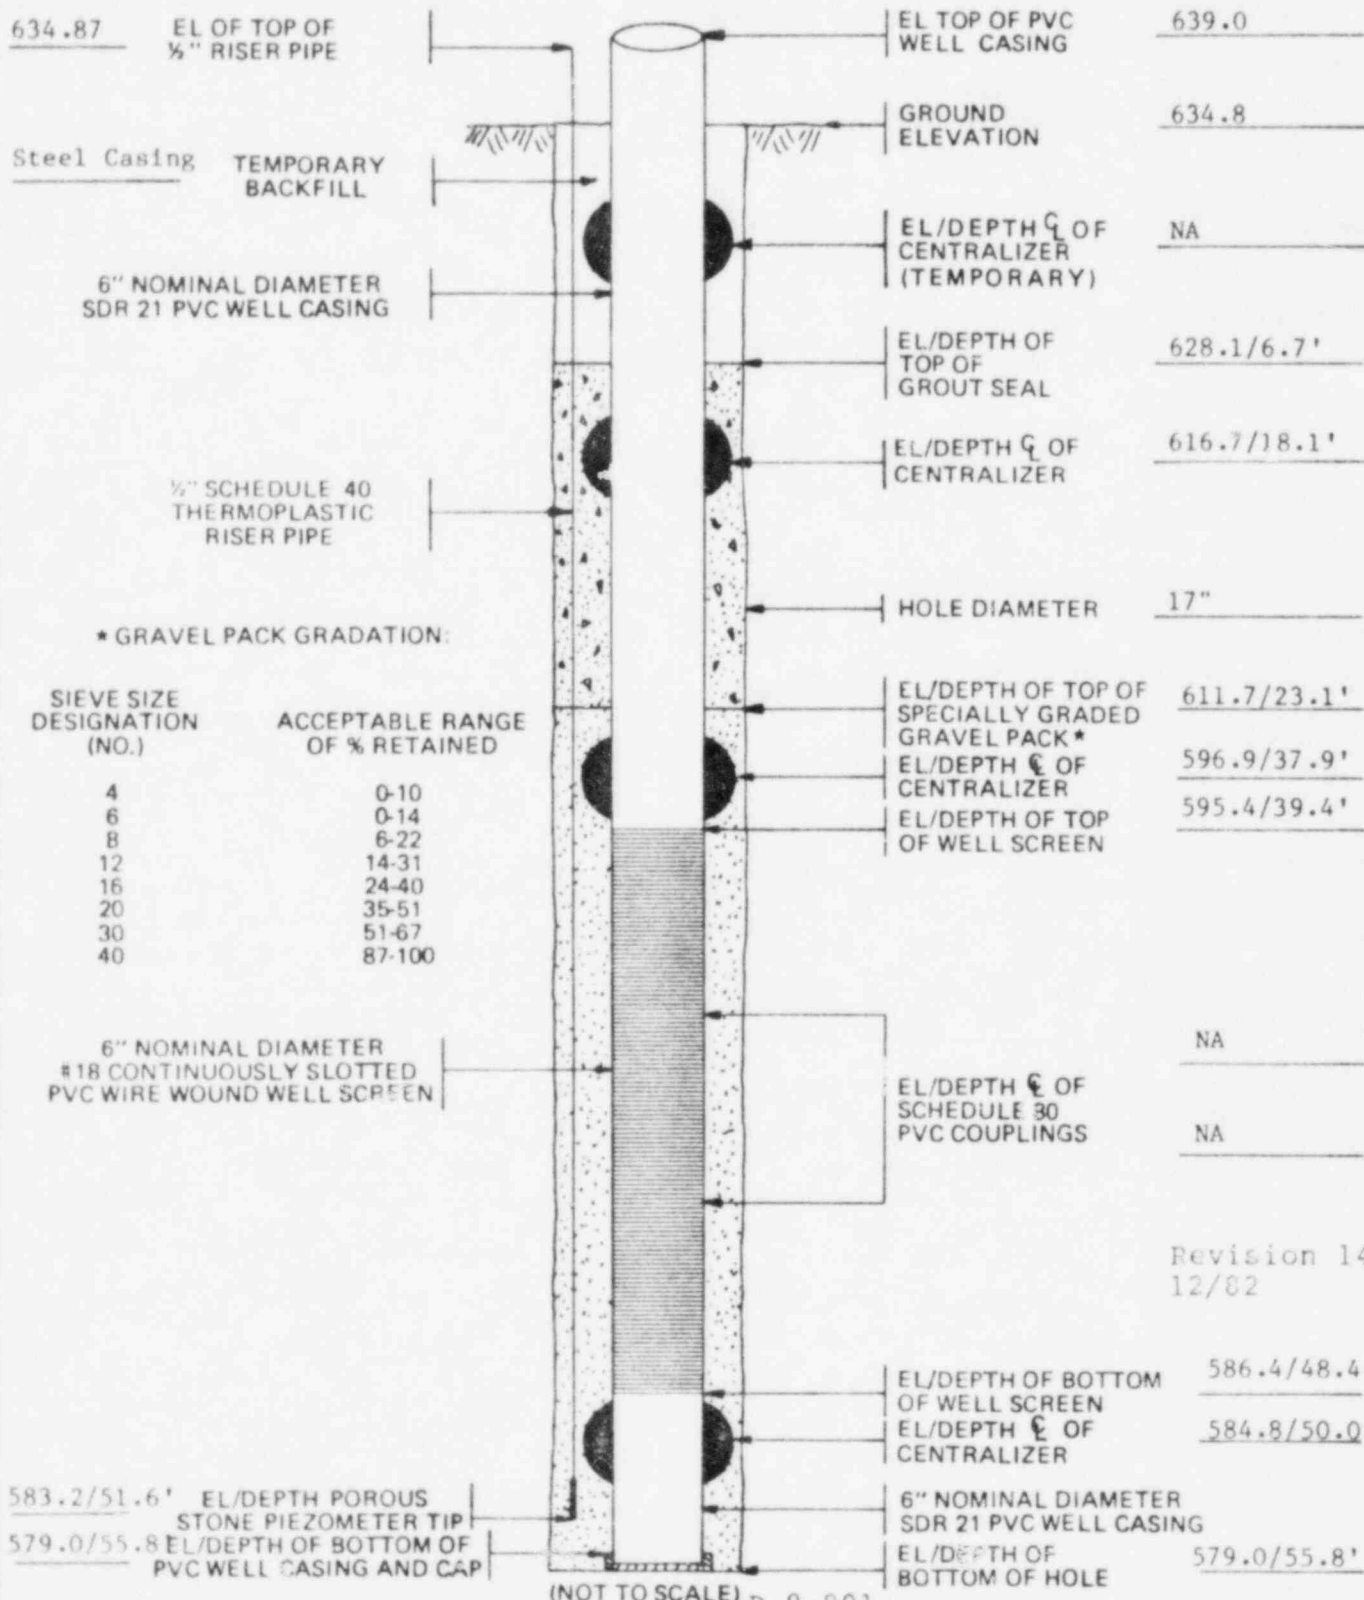 634.87
EL OF TOP OF
½" RISER PIPE
EL TOP OF PVC
WELL CASING
639.0
GROUND
ELEVATION
634.8
Steel Casing
TEMPORARY
BACKFILL
EL/DEPTH ℄ OF
CENTRALIZER
(TEMPORARY)
NA
6" NOMINAL DIAMETER
SDR 21 PVC WELL CASING
EL/DEPTH OF
TOP OF
GROUT SEAL
628.1/6.7'
EL/DEPTH ℄ OF
CENTRALIZER
616.7/18.1'
½" SCHEDULE 40
THERMOPLASTIC
RISER PIPE
HOLE DIAMETER
17"
* GRAVEL PACK GRADATION:
SIEVE SIZE
DESIGNATION
(NO.)
ACCEPTABLE RANGE
OF % RETAINED
4 0-10
6 0-14
8 6-22
12 14-31
16 24-40
20 35-51
30 51-67
40 87-100
EL/DEPTH OF TOP OF
SPECIALLY GRADED
GRAVEL PACK*
611.7/23.1'
EL/DEPTH ℄ OF
CENTRALIZER
596.9/37.9'
EL/DEPTH OF TOP
OF WELL SCREEN
595.4/39.4'
6" NOMINAL DIAMETER
#18 CONTINUOUSLY SLOTTED
PVC WIRE WOUND WELL SCREEN
EL/DEPTH ℄ OF
SCHEDULE 80
PVC COUPLINGS
NA
NA
Revision 14
12/82
EL/DEPTH OF BOTTOM
OF WELL SCREEN
586.4/48.4
EL/DEPTH ℄ OF
CENTRALIZER
584.8/50.0
583.2/51.6'
EL/DEPTH POROUS
STONE PIEZOMETER TIP
6" NOMINAL DIAMETER
SDR 21 PVC WELL CASING
579.0/55.8
EL/DEPTH OF BOTTOM OF
PVC WELL CASING AND CAP
EL/DEPTH OF
BOTTOM OF HOLE
579.0/55.8'
(NOT TO SCALE)